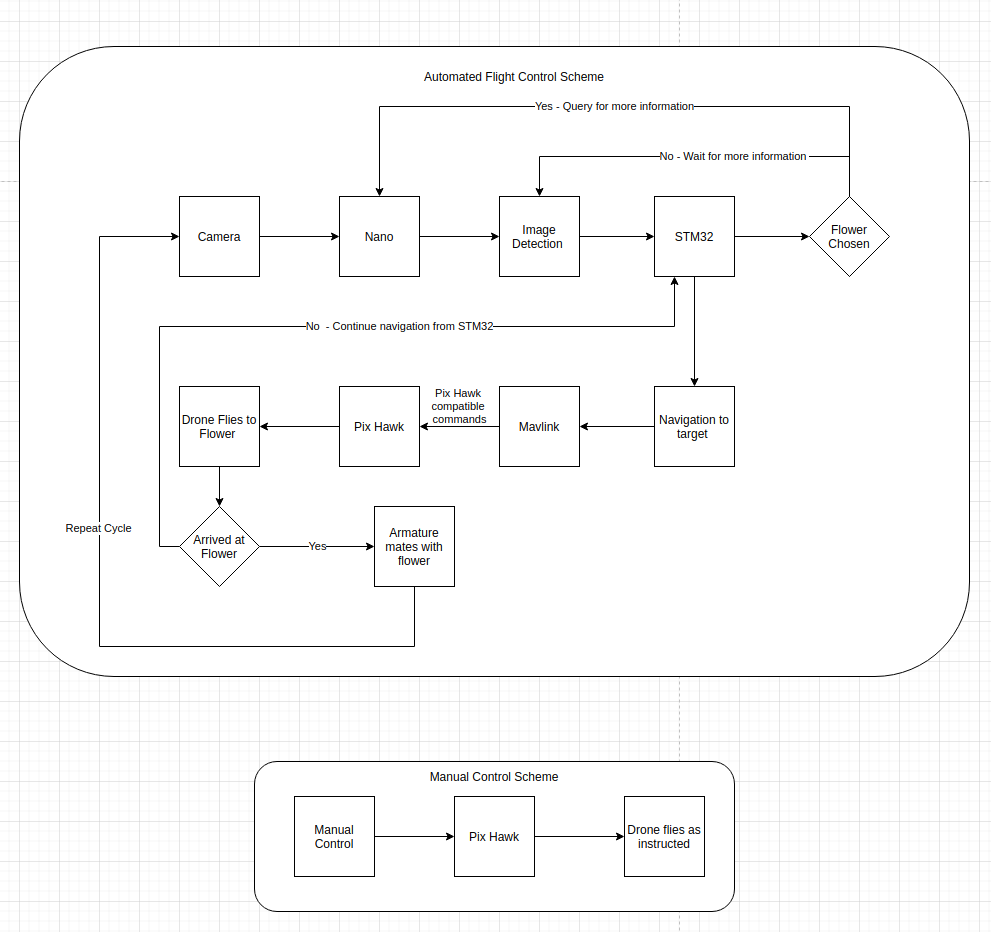 Automated Flight Control Scheme
Yes - Query for more information
No - Wait for more information
Camera
Nano
Image
Detection
STM32
Flower
Chosen
No  - Continue navigation from STM32
Drone Flies to
Flower
Pix Hawk
Pix Hawk
compatible
commands
Mavlink
Navigation to
target
Repeat Cycle
Arrived at
Flower
Yes
Armature
mates with
flower
Manual Control Scheme
Manual
Control
Pix Hawk
Drone flies as
instructed